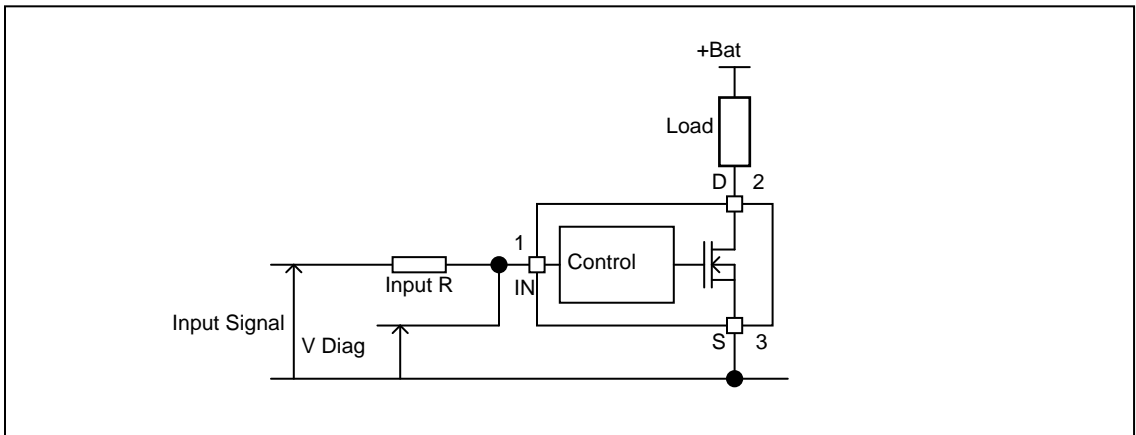 +Bat
Load
D 2
1
Control
Input R
IN
Input Signal
V Diag
S 3